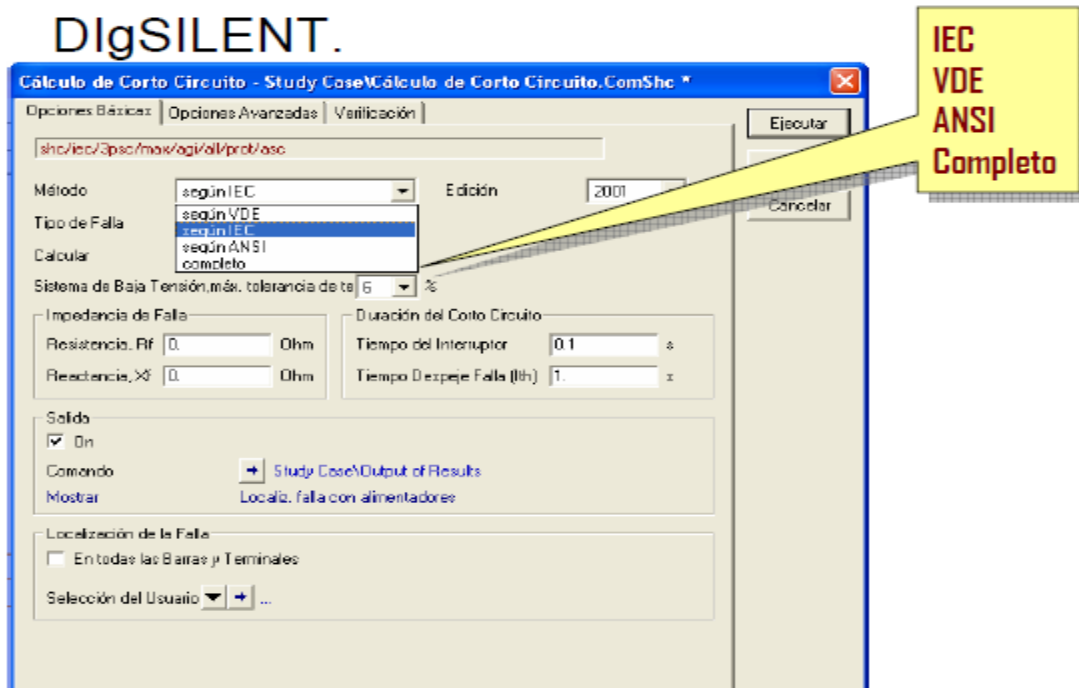 DIgSILENT.
IEC
VDE
ANSI
Completo
Cálculo de Corto Circuito - Study Case\Cálculo de Corto Circuito.ComShc *
Opciones Básicas Opciones Avanzadas Verificación
Ejecutar
shc/iec/3psc/max/agi/all/prot/asc
Método según IEC Edición 2001
Cancelar
según VDE
según IEC
según ANSI
completo
Tipo de Falla
Calcular
Sistema de Baja Tensión,máx. tolerancia de te 6 %
Impedancia de Falla
Resistencia, Rf 0. Ohm
Reactancia, Xf 0. Ohm
Duración del Corto Circuito
Tiempo del Interruptor 0.1 s
Tiempo Despeje Falla (Ith) 1. s
Salida
On
Comando Study Case\Output of Results
Mostrar Localiz. falla con alimentadores
Localización de la Falla
En todas las Barras y Terminales
Selección del Usuario ...